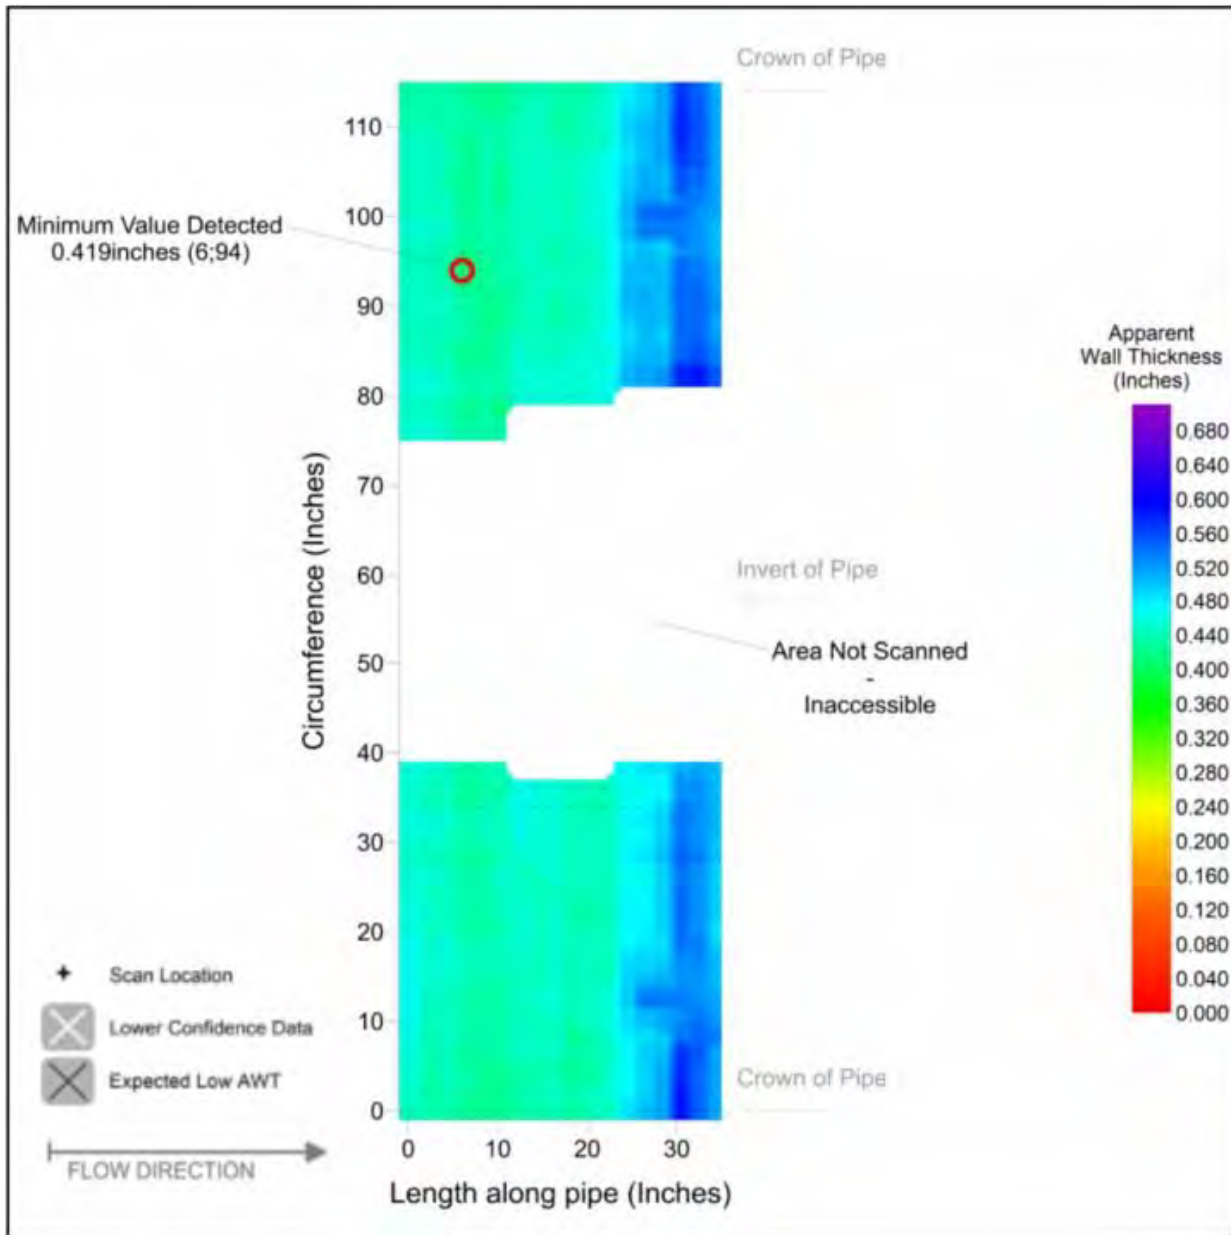 Crown of Pipe
110
100
90
80
70
60
50
40
30
20
10
0
Circumference (Inches)
Minimum Value Detected
0.419inches (6;94)
Invert of Pipe
Area Not Scanned
-
Inaccessible
Apparent
Wall Thickness
(Inches)
0.680
0.640
0.600
0.560
0.520
0.480
0.440
0.400
0.360
0.320
0.280
0.240
0.200
0.160
0.120
0.080
0.040
0.000
Scan Location
Lower Confidence Data
Expected Low AWT
FLOW DIRECTION
Crown of Pipe
0 10 20 30
Length along pipe (Inches)